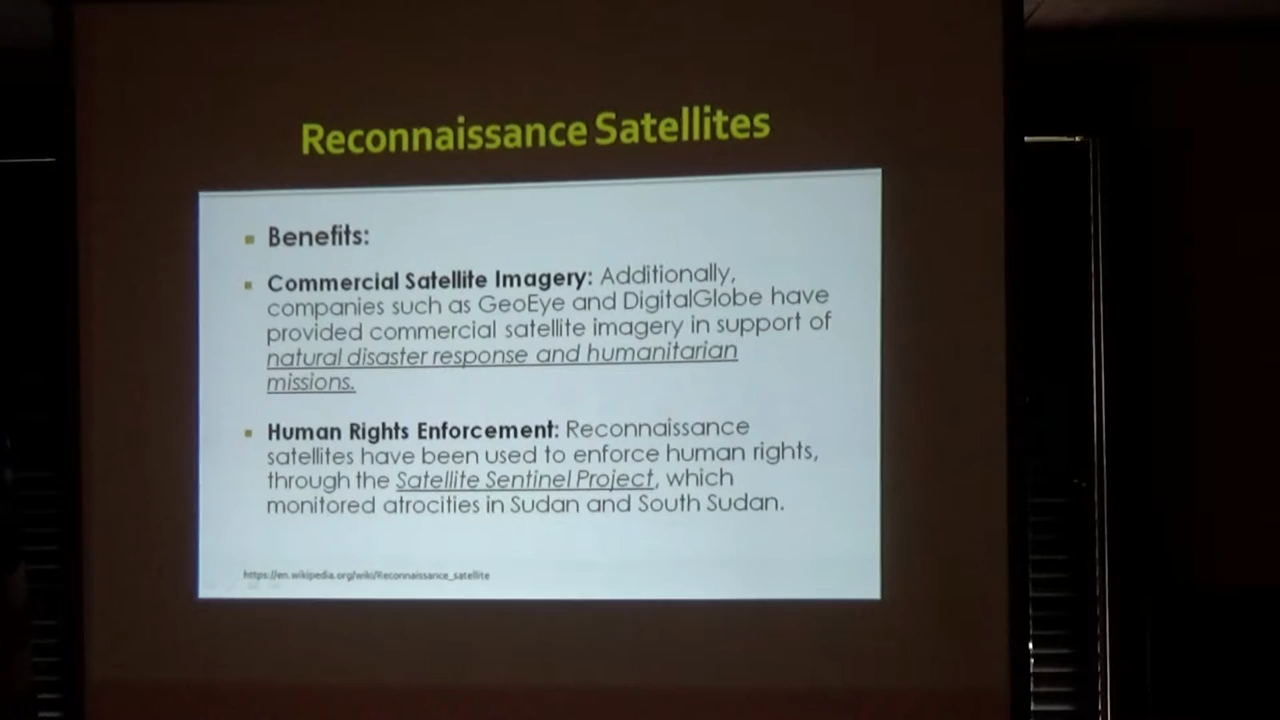 Reconnaissance Satellites
Benefits:
Commercial Satellite Imagery: Additionally,
companies such as GeoEye and DigitalGlobe have
provided commercial satellite imagery in support of
natural disaster response and humanitarian
missions.
Human Rights Enforcement: Reconnaissance
satellites have been used to enforce human rights,
through the Satellite Sentinel Project, which
monitored atrocities in Sudan and South Sudan.
https://en.wikipedia.org/wiki/Reconnaissance_satellite